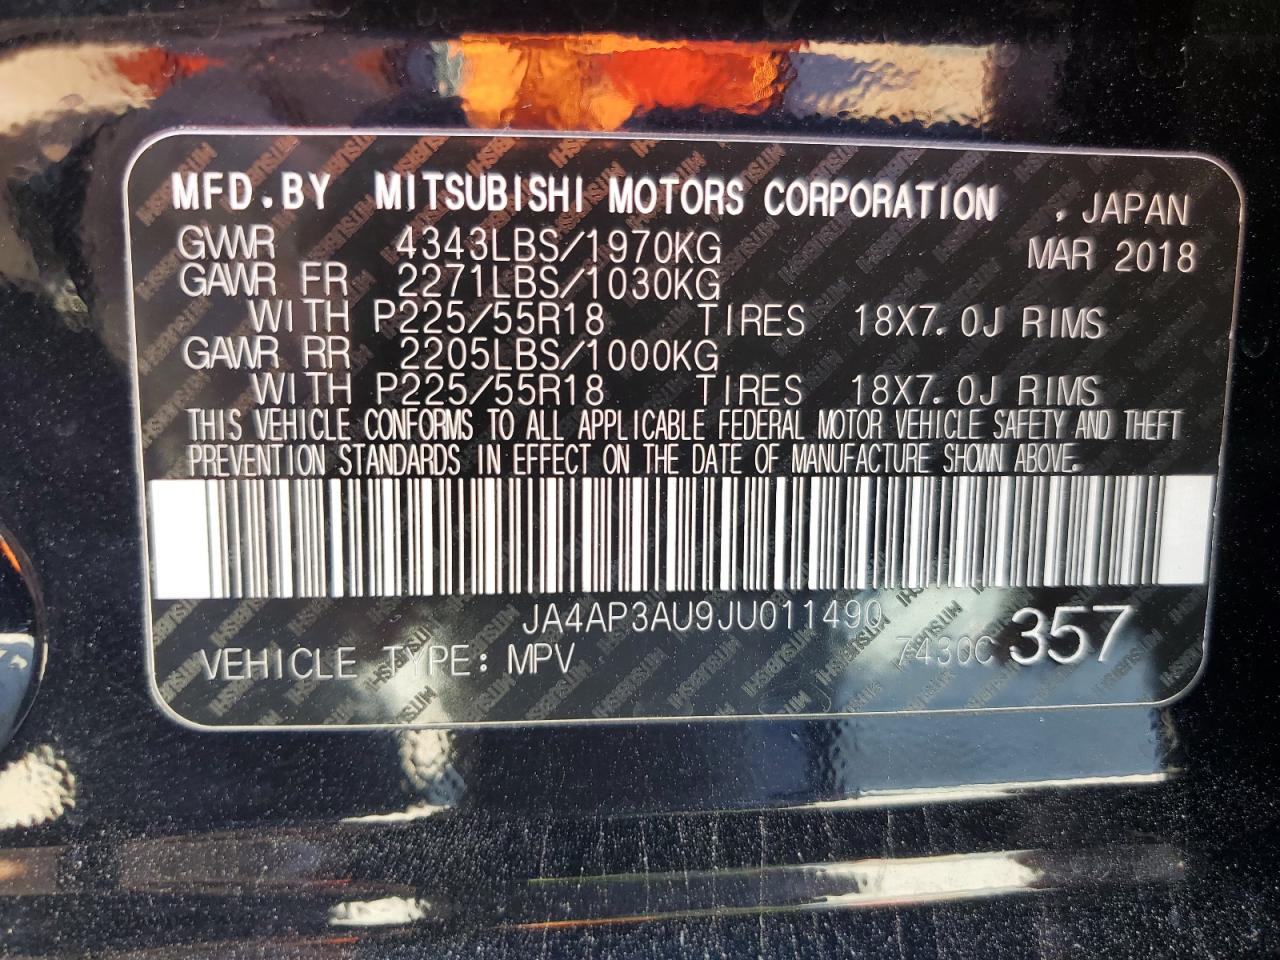 MFD.BY MITSUBISHI MOTORS CORPORATION , JAPAN
GVWR 4343LBS/1970KG MAR 2018
GAWR FR 2271LBS/1030KG
WITH P225/55R18 TIRES 18X7.0J RIMS
GAWR RR 2205LBS/1000KG
WITH P225/55R18 TIRES 18X7.0J RIMS
THIS VEHICLE CONFORMS TO ALL APPLICABLE FEDERAL MOTOR VEHICLE SAFETY AND THEFT
PREVENTION STANDARDS IN EFFECT ON THE DATE OF MANUFACTURE SHOWN ABOVE.
JA4AP3AU9JU011490
VEHICLE TYPE: MPV 7430C 357